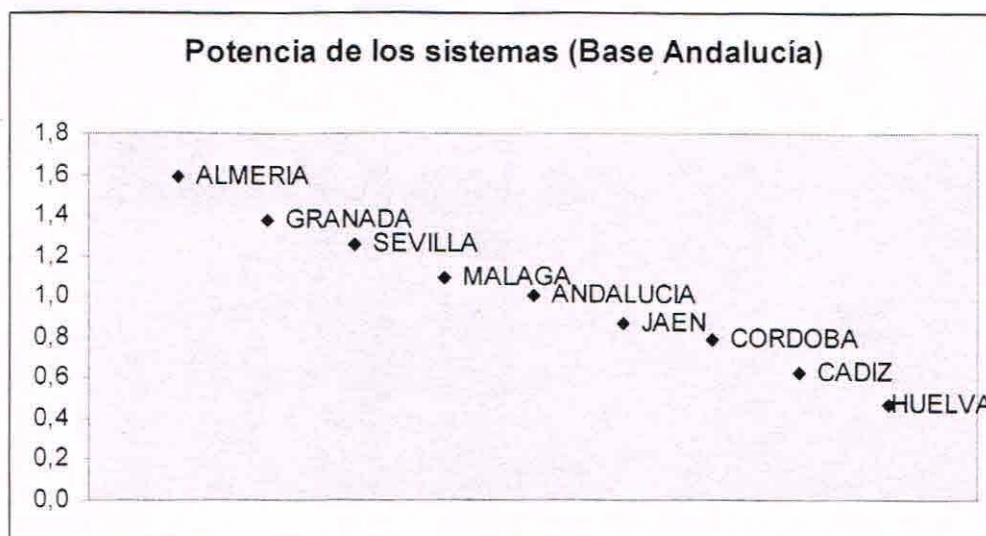 Potencia de los sistemas (Base Andalucía)
1,8
1,6
ALMERIA
1,4
GRANADA
1,2
SEVILLA
MALAGA
1,0
ANDALUCIA
0,8
JAEN
CORDOBA
0,6
CADIZ
0,4
HUELVA
0,2
0,0